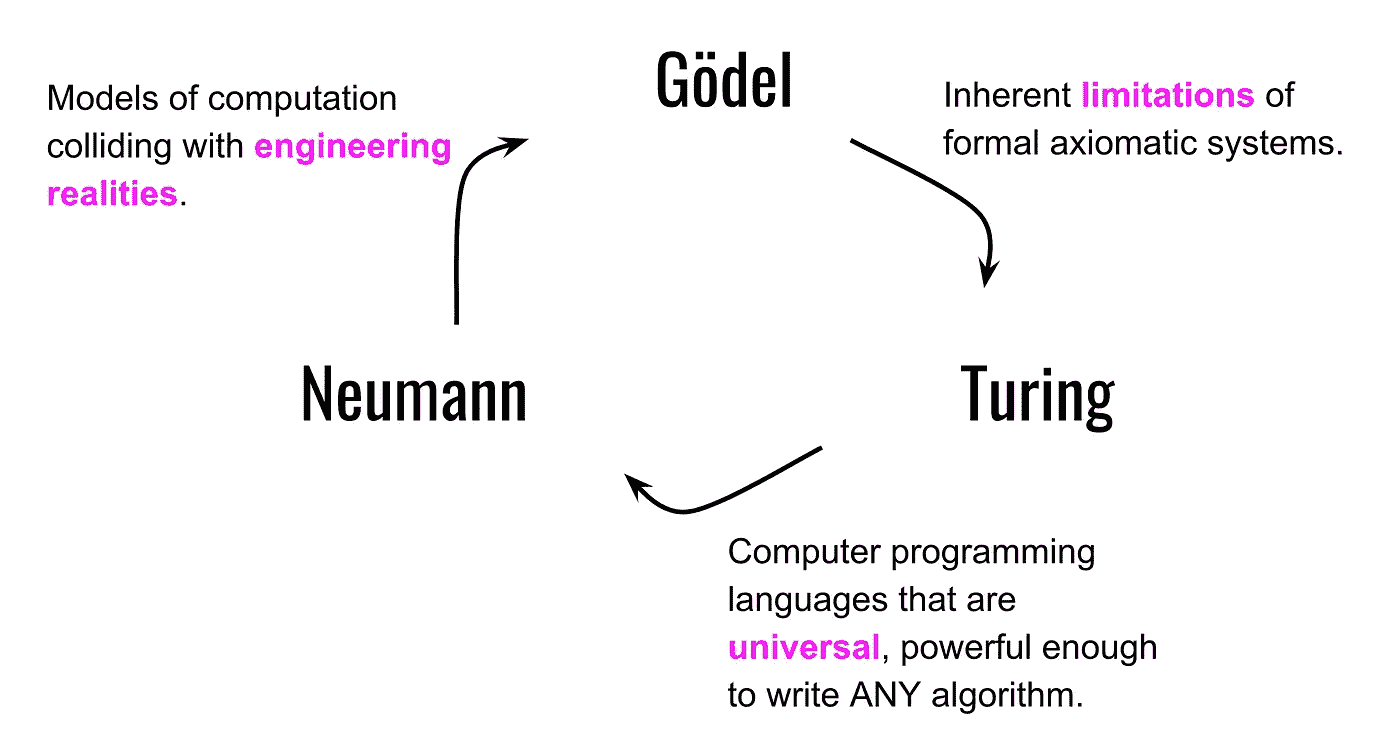 Gödel
Inherent limitations of
formal axiomatic systems.
Models of computation
colliding with engineering
realities.
Neumann
Turing
Computer programming
languages that are
universal, powerful enough
to write ANY algorithm.